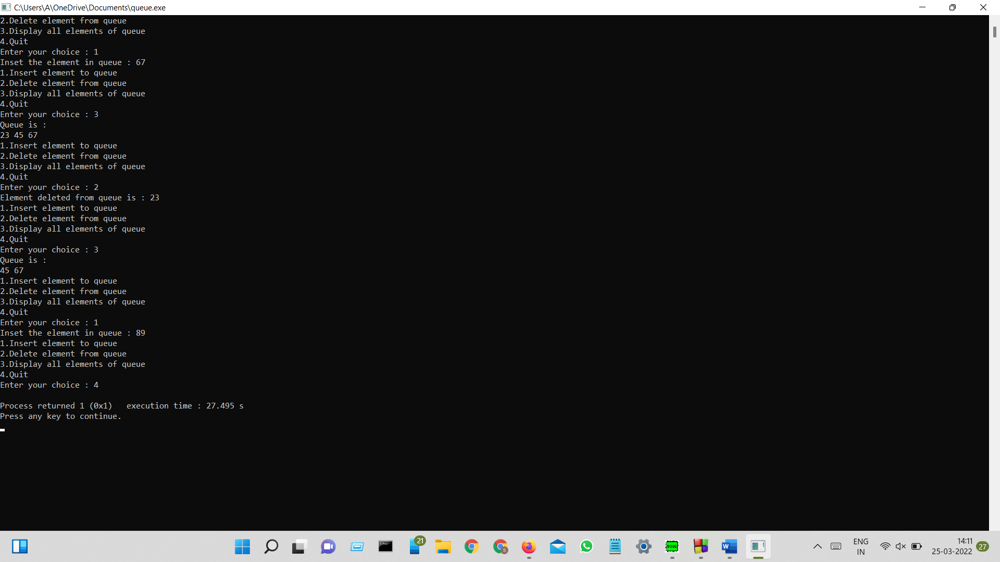 C:\Users\A\OneDrive\Documents\queue.exe
2.Delete element from queue
3.Display all elements of queue
4.Quit
Enter your choice : 1
Inset the element in queue : 67
1.Insert element to queue
2.Delete element from queue
3.Display all elements of queue
4.Quit
Enter your choice : 3
Queue is :
23 45 67
1.Insert element to queue
2.Delete element from queue
3.Display all elements of queue
4.Quit
Enter your choice : 2
Element deleted from queue is : 23
1.Insert element to queue
2.Delete element from queue
3.Display all elements of queue
4.Quit
Enter your choice : 3
Queue is :
45 67
1.Insert element to queue
2.Delete element from queue
3.Display all elements of queue
4.Quit
Enter your choice : 1
Inset the element in queue : 89
1.Insert element to queue
2.Delete element from queue
3.Display all elements of queue
4.Quit
Enter your choice : 4
Process returned 1 (0x1)   execution time : 27.495 s
Press any key to continue.
21
S
W
ENG
IN
14:11
25-03-2022
27